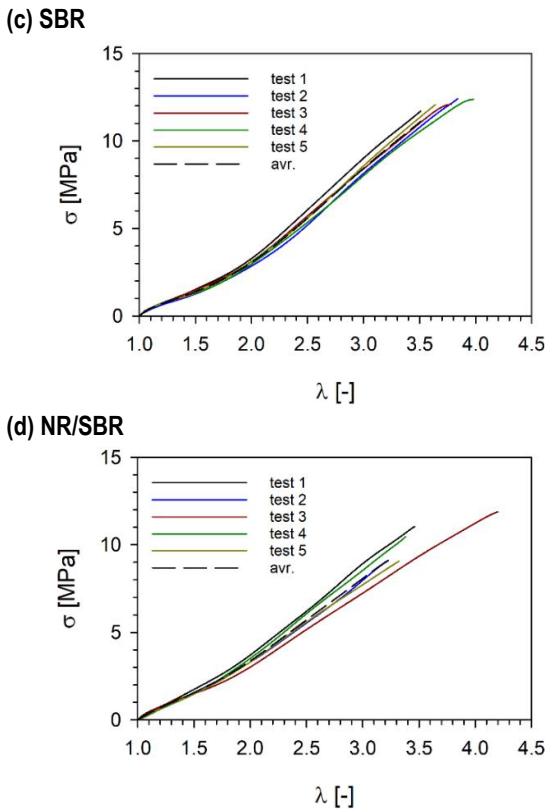 (c) SBR
15
10
5
0
σ [MPa]
test 1
test 2
test 3
test 4
test 5
avr.
1.0 1.5 2.0 2.5 3.0 3.5 4.0 4.5
λ [-]
(d) NR/SBR
15
10
5
0
σ [MPa]
test 1
test 2
test 3
test 4
test 5
avr.
1.0 1.5 2.0 2.5 3.0 3.5 4.0 4.5
λ [-]